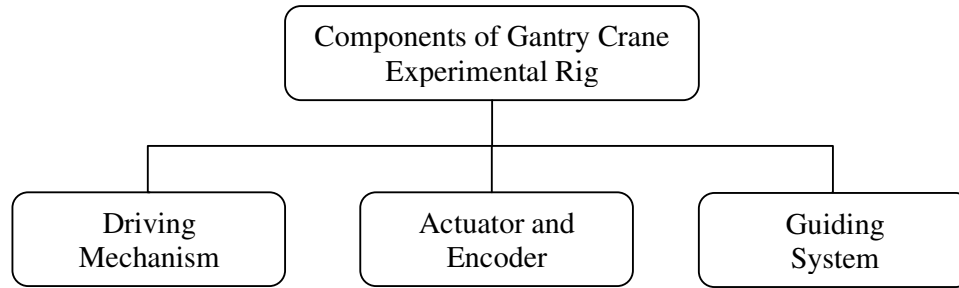 Components of Gantry Crane
Experimental Rig
Driving
Mechanism
Actuator and
Encoder
Guiding
System